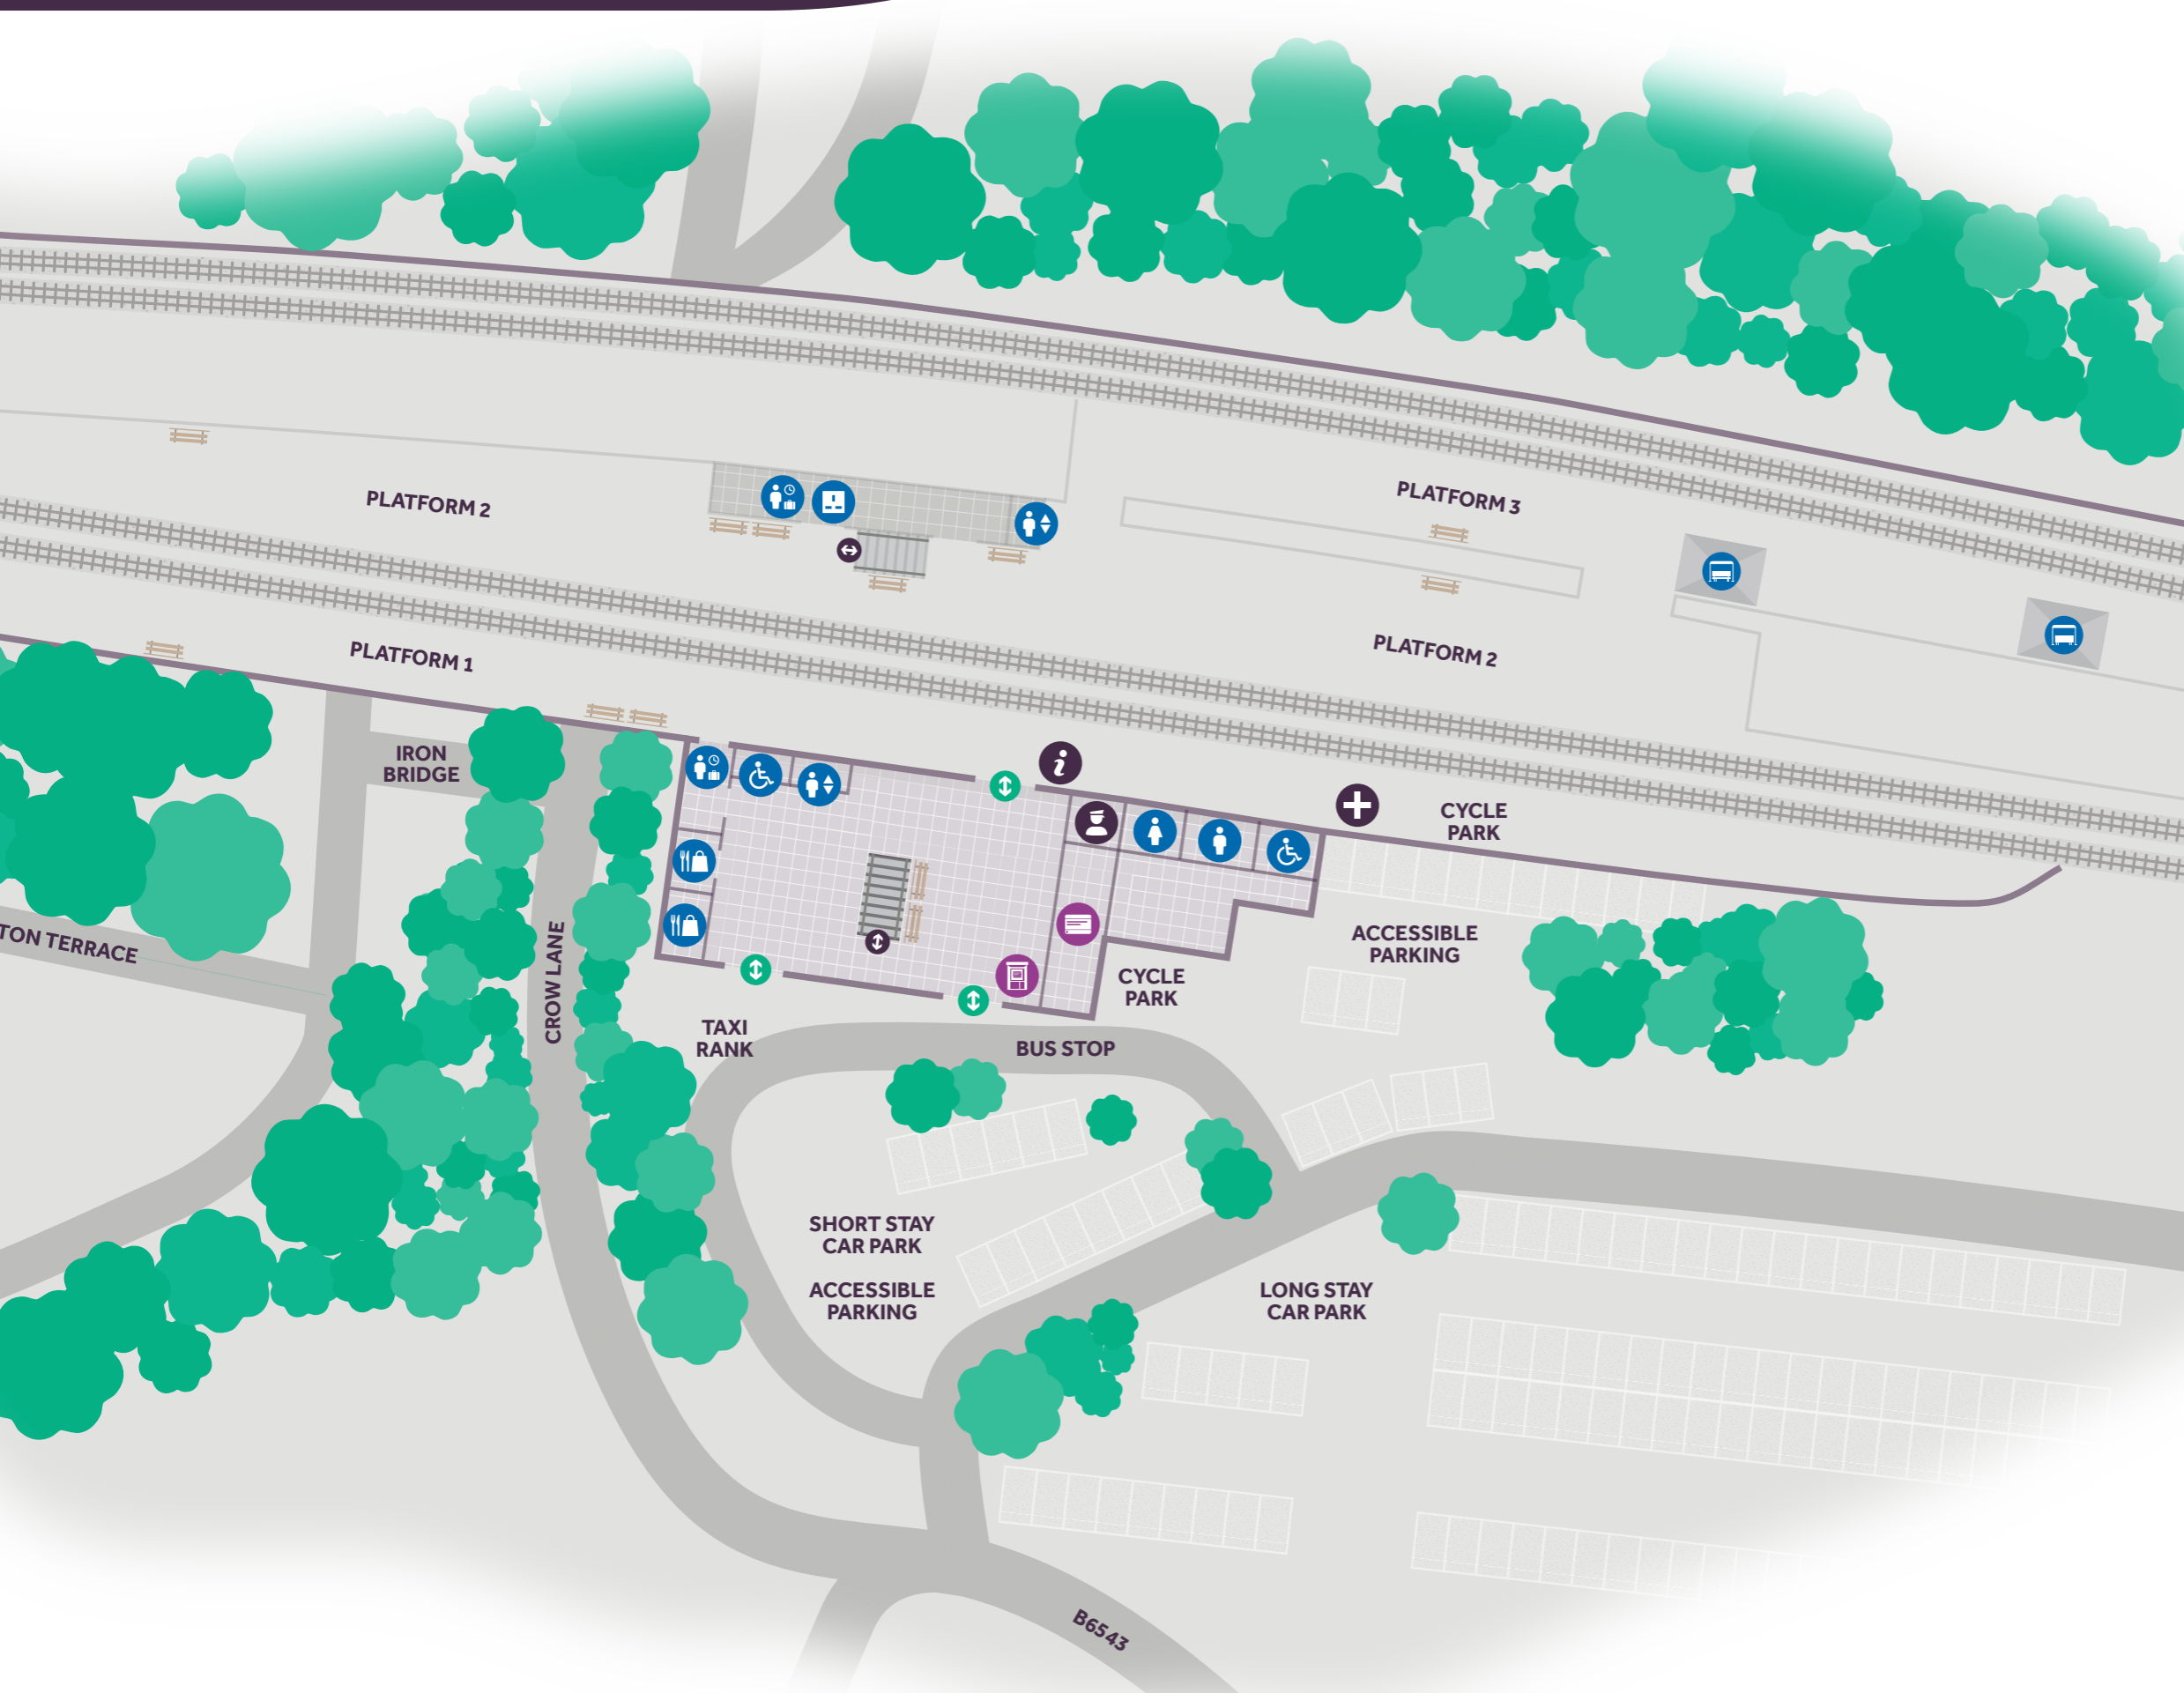 PLATFORM 3
PLATFORM 2
PLATFORM 2
PLATFORM 1
IRON
BRIDGE
CYCLE
PARK
TON TERRACE
CROW LANE
ACCESSIBLE
PARKING
CYCLE
PARK
TAXI
RANK
BUS STOP
SHORT STAY
CAR PARK
ACCESSIBLE
PARKING
LONG STAY
CAR PARK
B6543